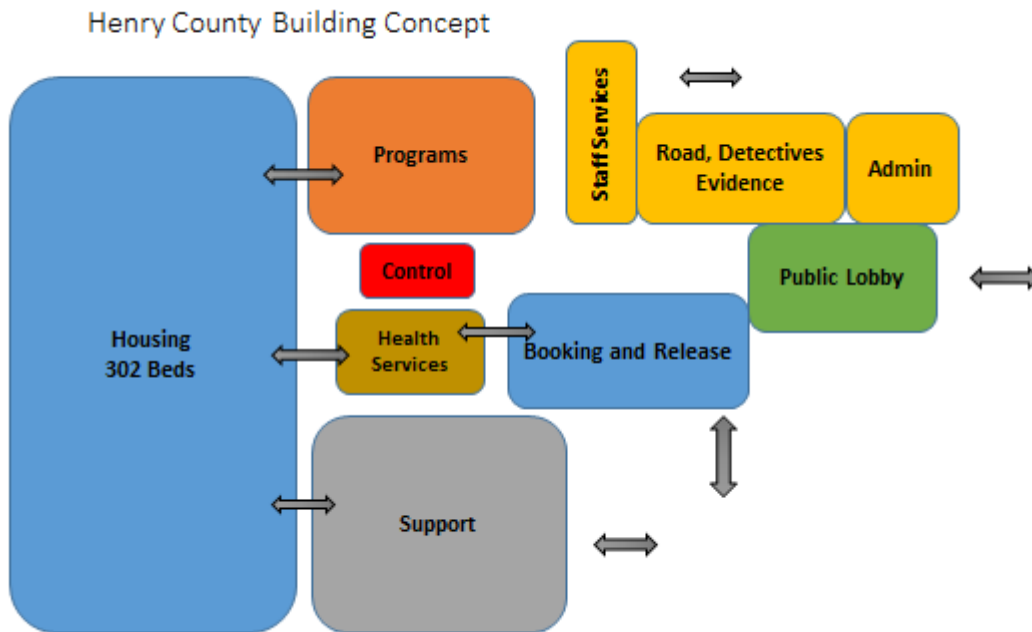 Henry County Building Concept
Staff Services
Programs
Road, Detectives
Evidence
Admin
Control
Public Lobby
Housing
302 Beds
Health
Services
Booking and Release
Support